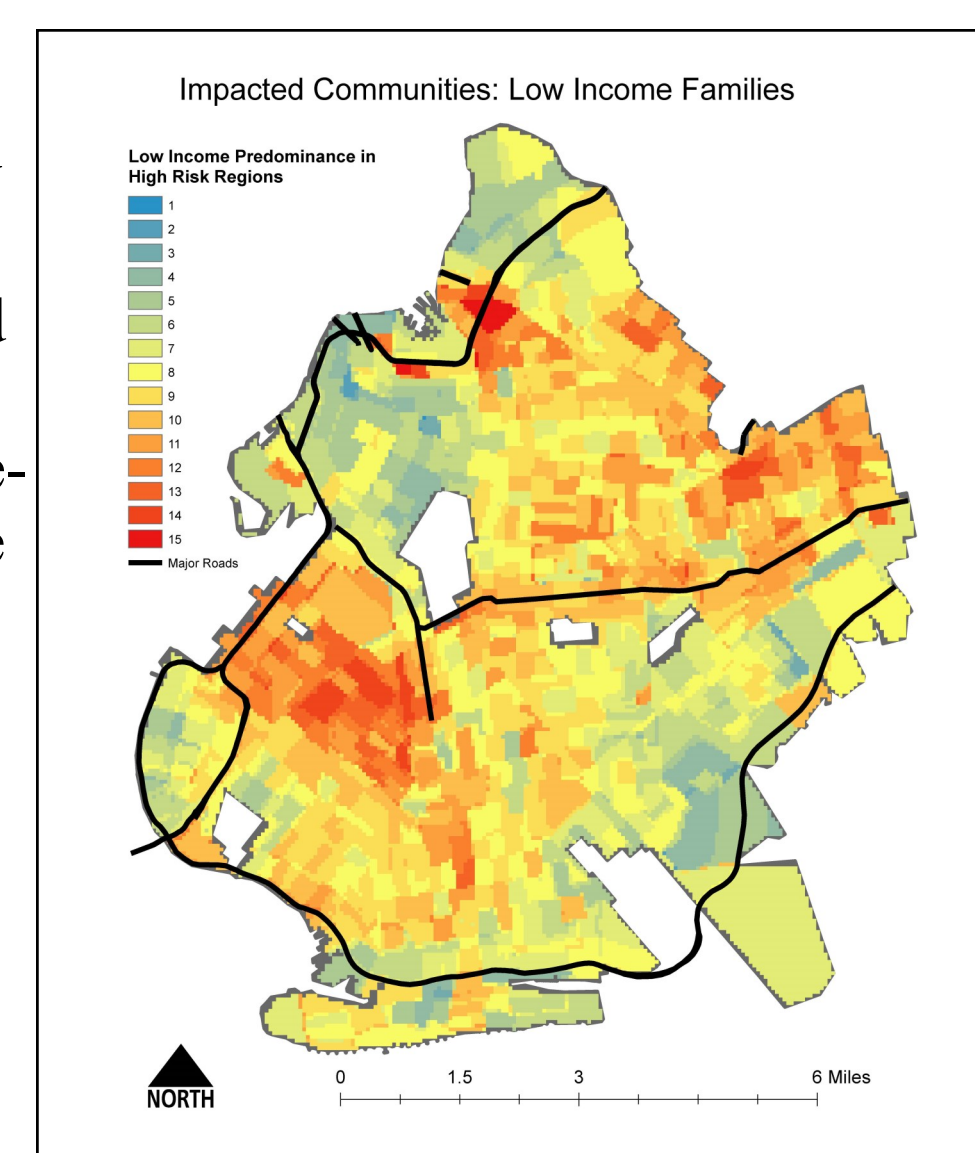 Impacted Communities: Low Income Families
Low Income Predominance in
High Risk Regions
1
2
3
4
5
6
7
8
9
10
11
12
13
14
15
Major Roads
NORTH
0 1.5 3 6 Miles